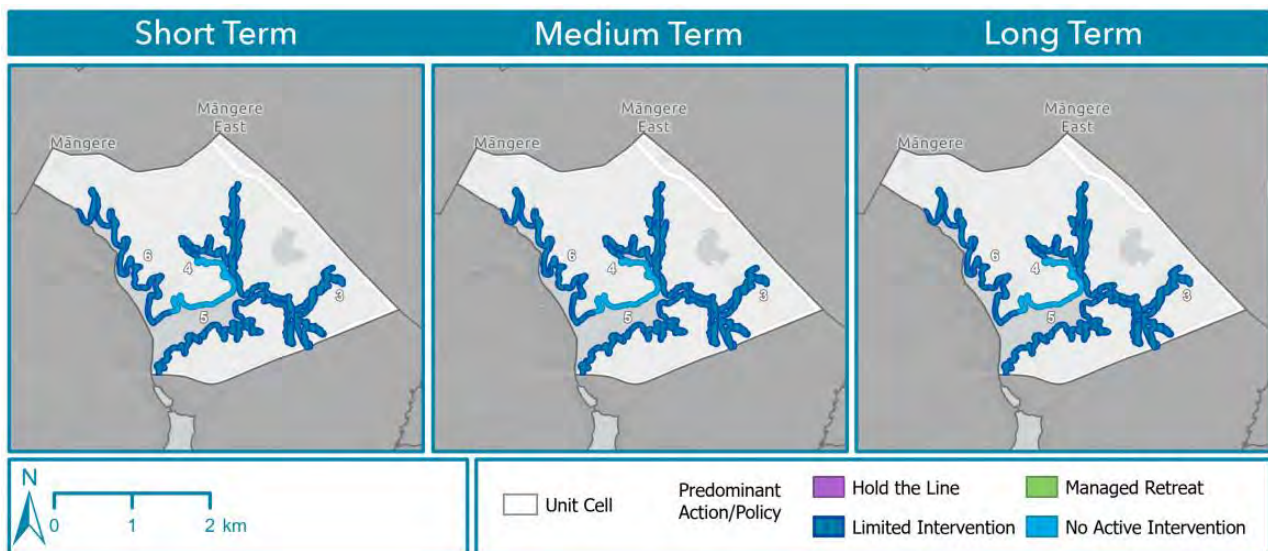 Short Term
Medium Term
Long Term
Māngere
East
Māngere
6
4
3
5
Māngere
East
Māngere
6
4
3
5
Māngere
East
Māngere
6
4
3
5
N
0 1 2 km
Unit Cell
Predominant
Action/Policy
Hold the Line
Managed Retreat
Limited Intervention
No Active Intervention